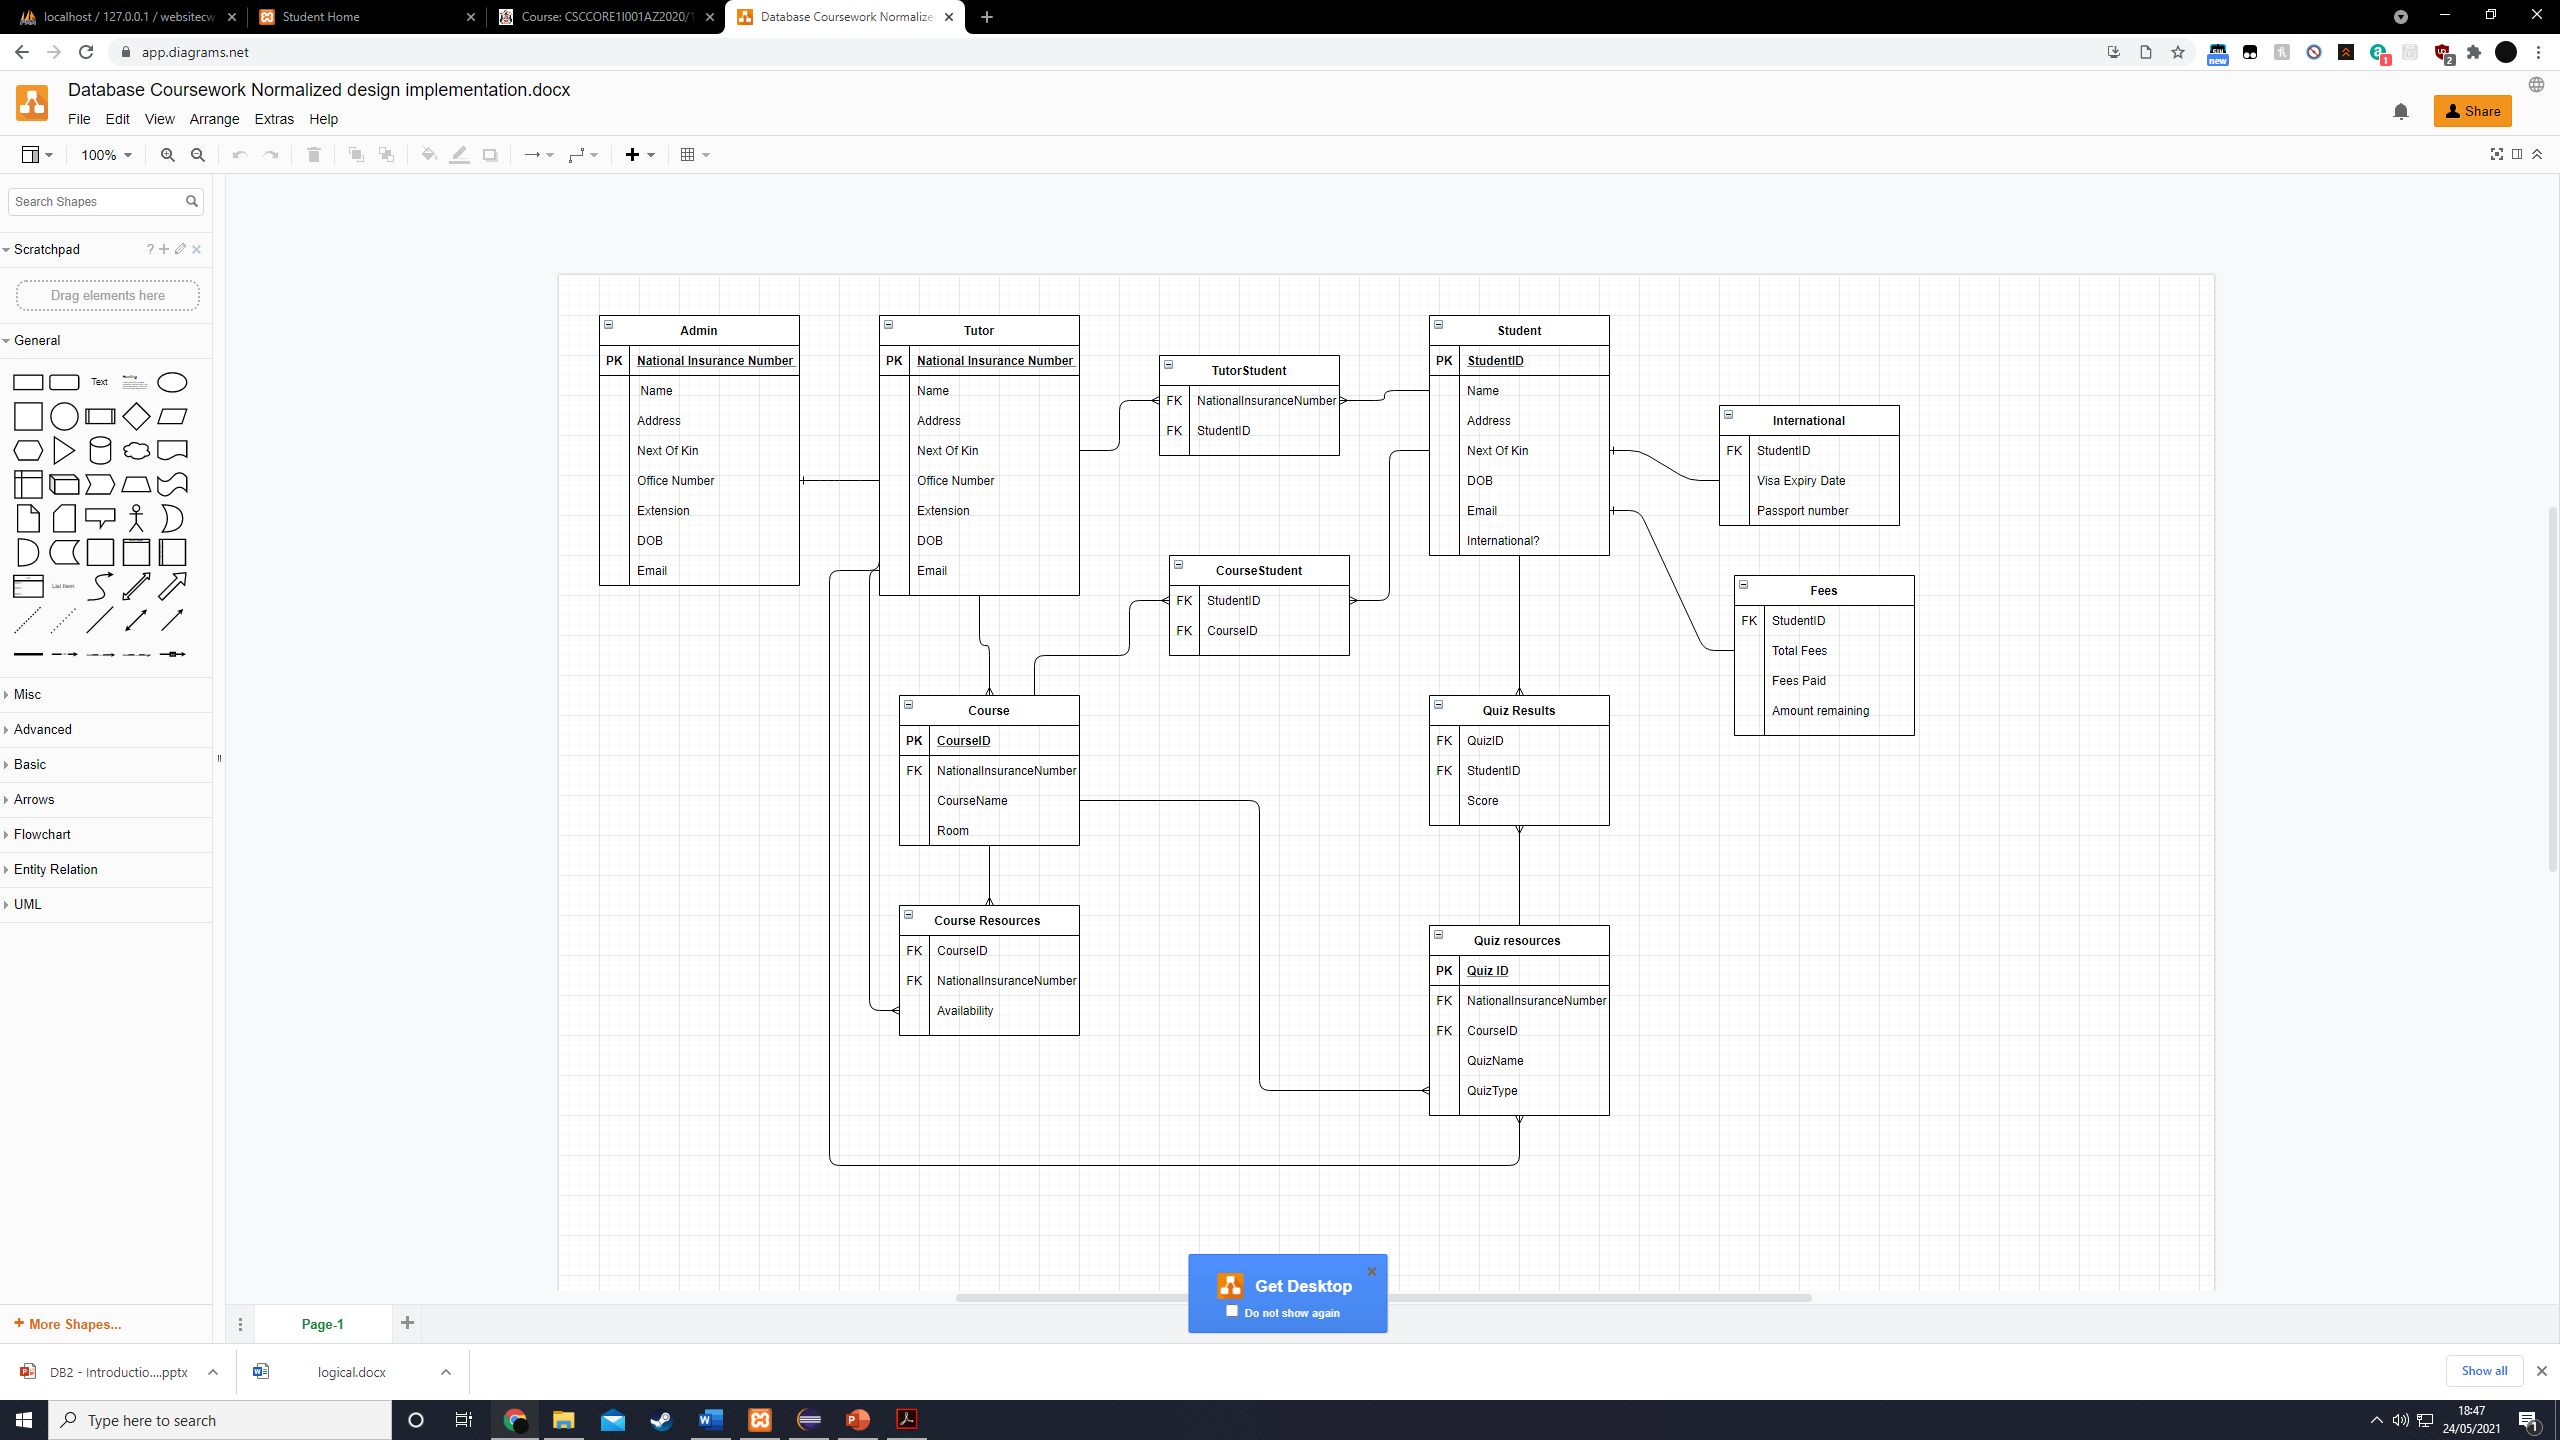 localhost / 127.0.0.1 / websitecw
Student Home
Course: CSCCORE1I001AZ2020/1
Database Coursework Normalize
app.diagrams.net
new
1
2
Database Coursework Normalized design implementation.docx
File Edit View Arrange Extras Help
Share
100%
Search Shapes
Scratchpad
?
Drag elements here
General
Text
Heading
List Item
Misc
Advanced
Basic
Arrows
Flowchart
Entity Relation
UML
More Shapes...
Admin
PK National Insurance Number
Name
Address
Next Of Kin
Office Number
Extension
DOB
Email
Tutor
PK National Insurance Number
Name
Address
Next Of Kin
Office Number
Extension
DOB
Email
TutorStudent
FK NationalInsuranceNumber
FK StudentID
Student
PK StudentID
Name
Address
Next Of Kin
DOB
Email
International?
International
FK StudentID
Visa Expiry Date
Passport number
CourseStudent
FK StudentID
FK CourseID
Fees
FK StudentID
Total Fees
Fees Paid
Amount remaining
Course
PK CourseID
FK NationalInsuranceNumber
CourseName
Room
Quiz Results
FK QuizID
FK StudentID
Score
Course Resources
FK CourseID
FK NationalInsuranceNumber
Availability
Quiz resources
PK Quiz ID
FK NationalInsuranceNumber
FK CourseID
QuizName
QuizType
Get Desktop
Do not show again
Page-1
DB2 - Introductio....pptx
logical.docx
Show all
Type here to search
18:47
24/05/2021
1